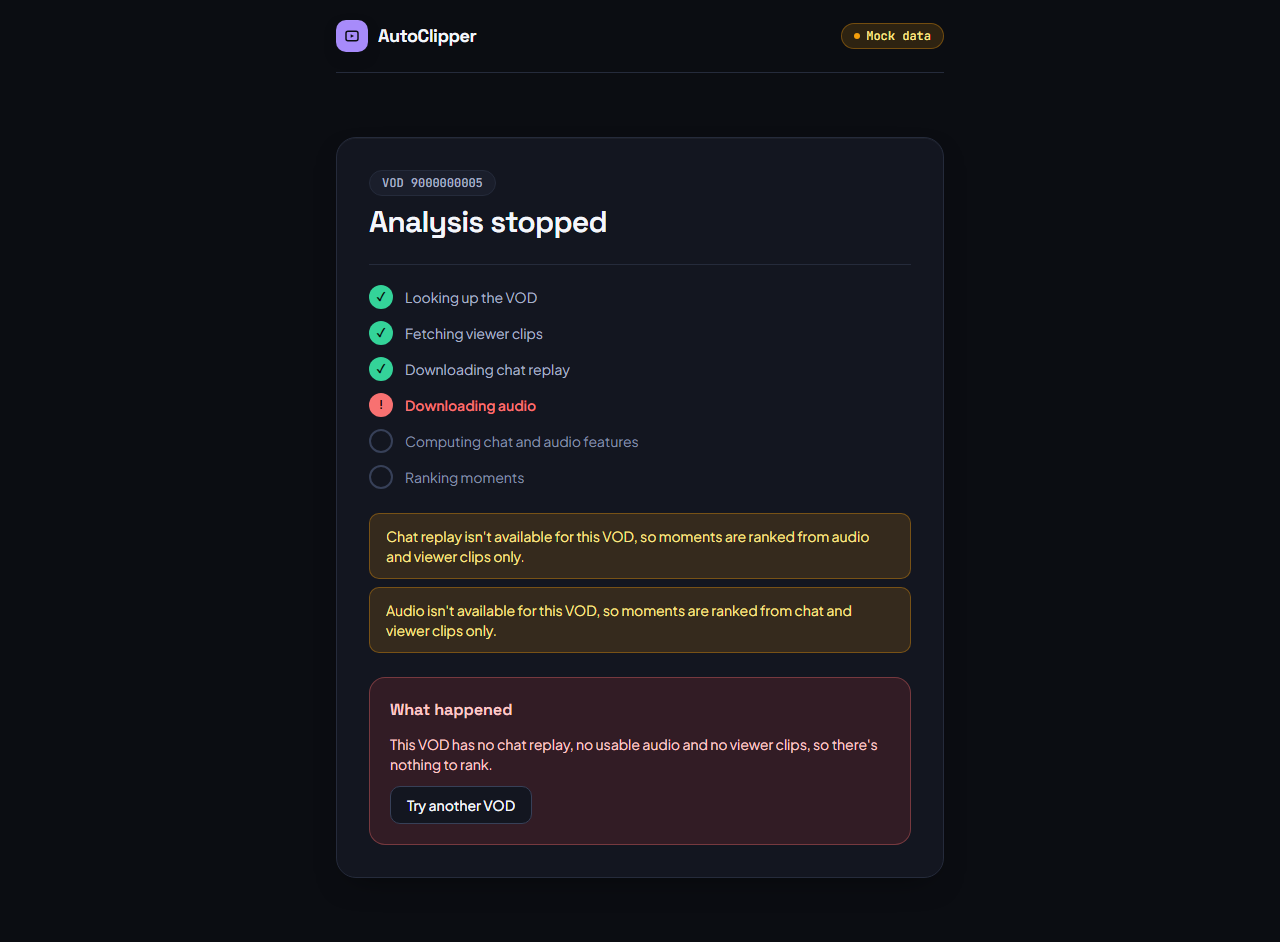 AutoClipper
Mock data
VOD 9000000005
Analysis stopped
✓ Looking up the VOD
✓ Fetching viewer clips
✓ Downloading chat replay
! Downloading audio
Computing chat and audio features
Ranking moments
Chat replay isn't available for this VOD, so moments are ranked from audio
and viewer clips only.
Audio isn't available for this VOD, so moments are ranked from chat and
viewer clips only.
What happened
This VOD has no chat replay, no usable audio and no viewer clips, so there's
nothing to rank.
Try another VOD